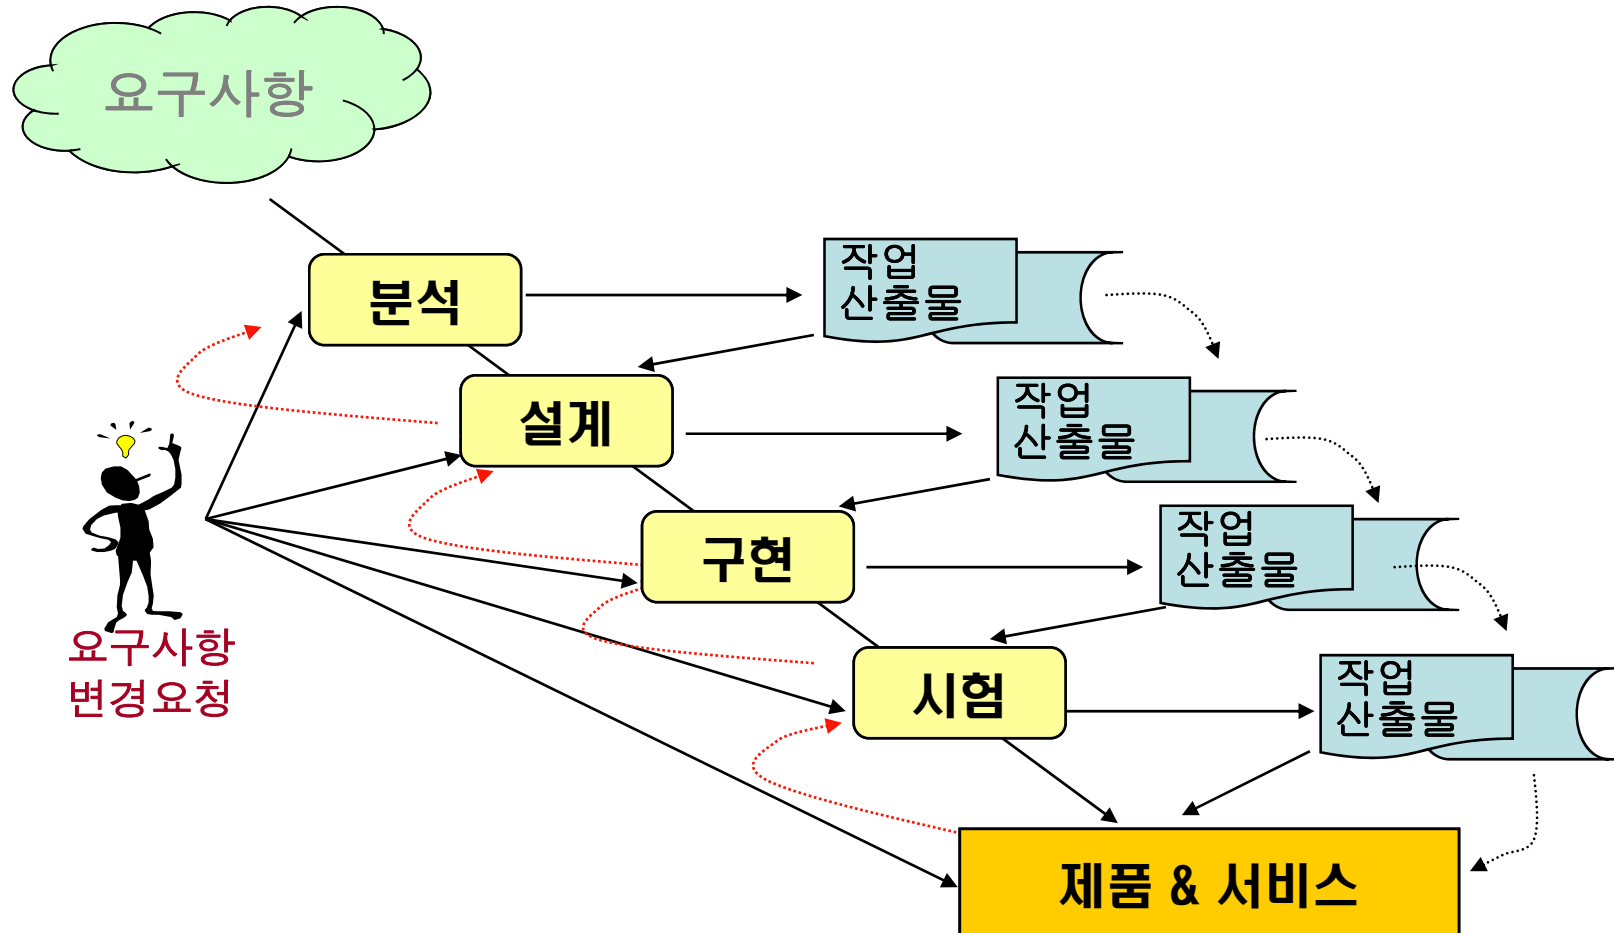 요구사항
분석
작업
산출물
설계
작업
산출물
구현
작업
산출물
요구사항
변경요청
시험
작업
산출물
제품 & 서비스